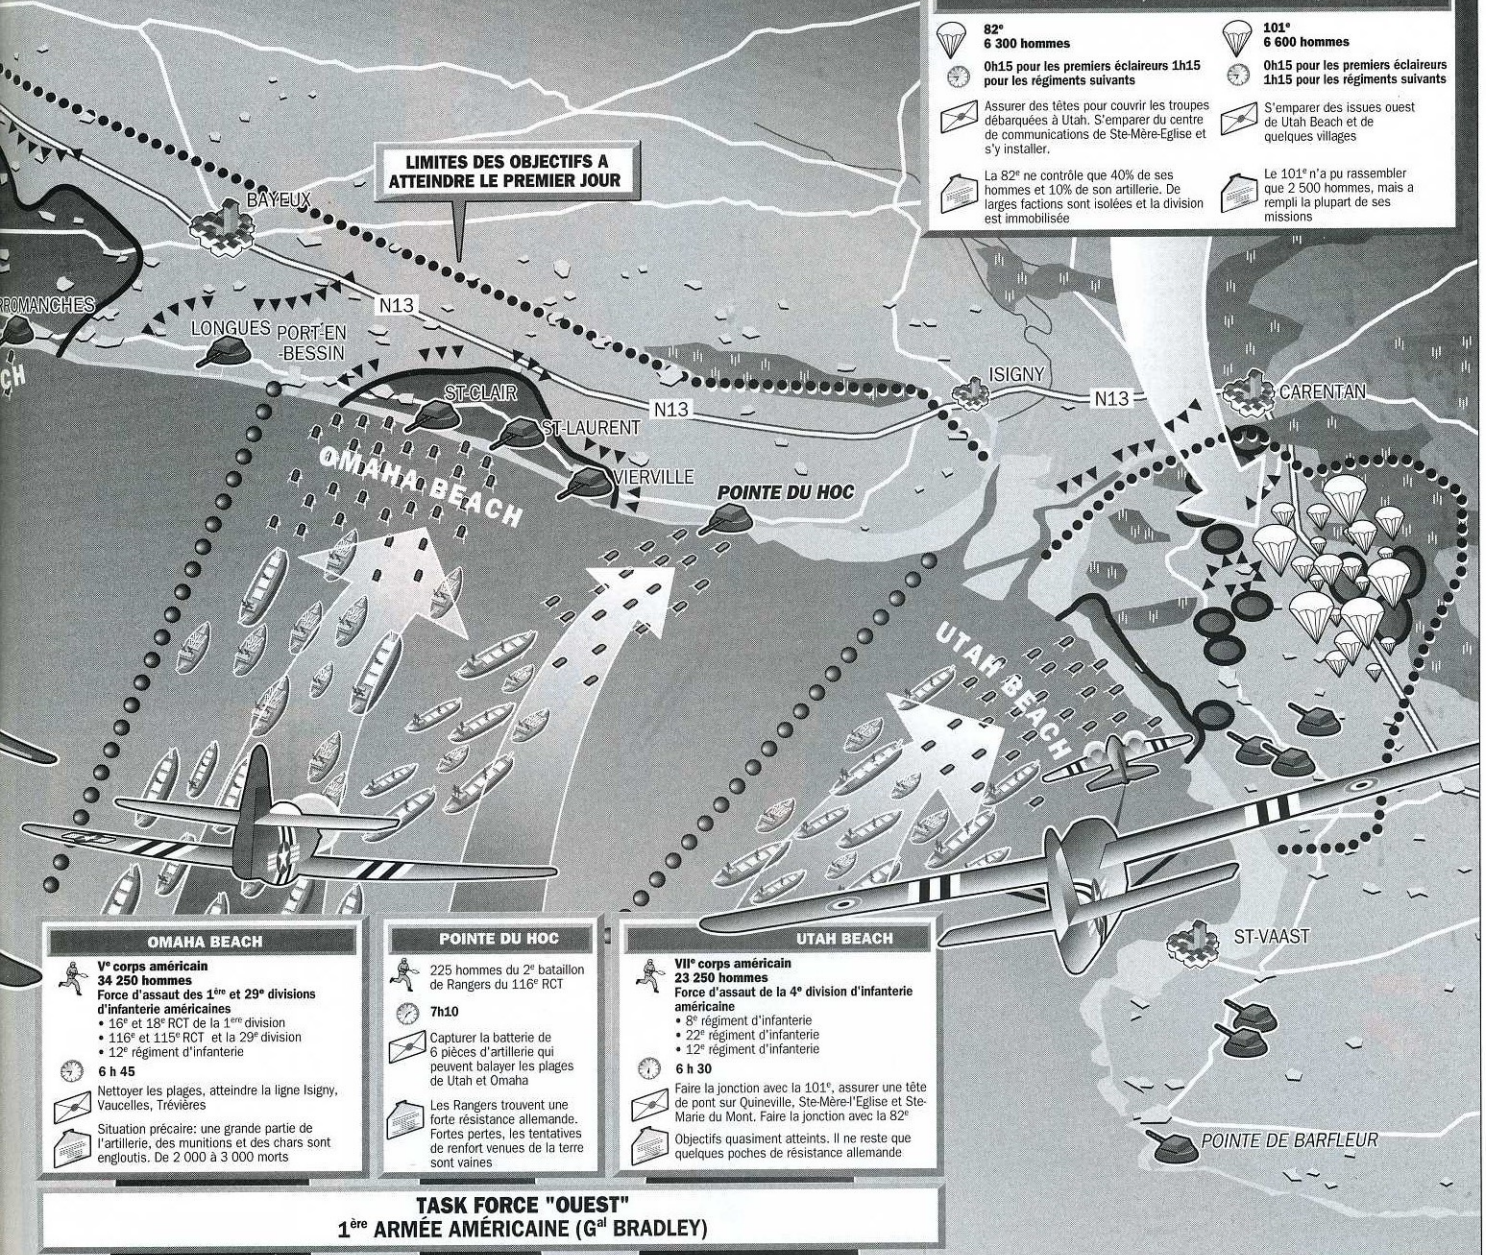 82e
6 300 hommes
0h15 pour les premiers éclaireurs 1h15
pour les régiments suivants
Assurer des têtes pour couvrir les troupes
débarquées à Utah. S'emparer du centre
de communications de Ste-Mère-Eglise et
s'y installer.
La 82e ne contrôle que 40% de ses
hommes et 10% de son artillerie. De
larges factions sont isolées et la division
est immobilisée
101e
6 600 hommes
0h15 pour les premiers éclaireurs
1h15 pour les régiments suivants
S'emparer des issues ouest
de Utah Beach et de
quelques villages
Le 101e n'a pu rassembler
que 2 500 hommes, mais a
rempli la plupart de ses
missions
LIMITES DES OBJECTIFS A
ATTEINDRE LE PREMIER JOUR
BAYEUX
RROMANCHES
LONGUES
PORT-EN
-BESSIN
N13
CH
ST-CLAIR
ST-LAURENT
VIERVILLE
N13
ISIGNY
N13
CARENTAN
POINTE DU HOC
OMAHA BEACH
UTAH BEACH
ST-VAAST
POINTE DE BARFLEUR
OMAHA BEACH
Ve corps américain
34 250 hommes
Force d'assaut des 1ère et 29e divisions
d'infanterie américaines
• 16e et 18e RCT de la 1ere division
• 116e et 115e RCT et la 29e division
• 12e régiment d'infanterie
6 h 45
Nettoyer les plages, atteindre la ligne Isigny,
Vaucelles, Trévières
Situation précaire: une grande partie de
l'artillerie, des munitions et des chars sont
engloutis. De 2 000 à 3 000 morts
POINTE DU HOC
225 hommes du 2e bataillon
de Rangers du 116e RCT
7h10
Capturer la batterie de
6 pièces d'artillerie qui
peuvent balayer les plages
de Utah et Omaha
Les Rangers trouvent une
forte résistance allemande.
Fortes pertes, les tentatives
de renfort venues de la terre
sont vaines
UTAH BEACH
VIIe corps américain
23 250 hommes
Force d'assaut de la 4e division d'infanterie
américaine
• 8e régiment d'infanterie
• 22e régiment d'infanterie
• 12e régiment d'infanterie
6 h 30
Faire la jonction avec la 101e, assurer une tête
de pont sur Quineville, Ste-Mère-l'Eglise et Ste-
Marie du Mont. Faire la jonction avec la 82e
Objectifs quasiment atteints. Il ne reste que
quelques poches de résistance allemande
TASK FORCE "OUEST"
1ère ARMÉE AMÉRICAINE (Gal BRADLEY)